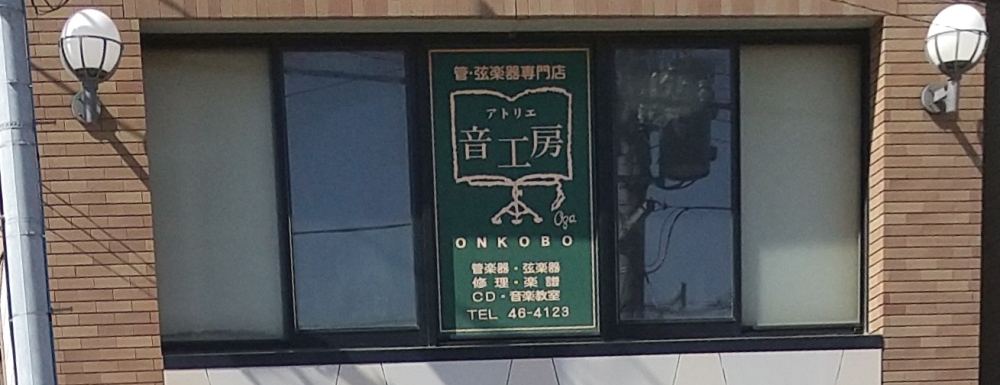 管・弦楽器専門店
アトリエ
音工房
Oga
ONKOBO
管楽器・弦楽器
修理・楽譜
CD・音楽教室
TEL 46-4123